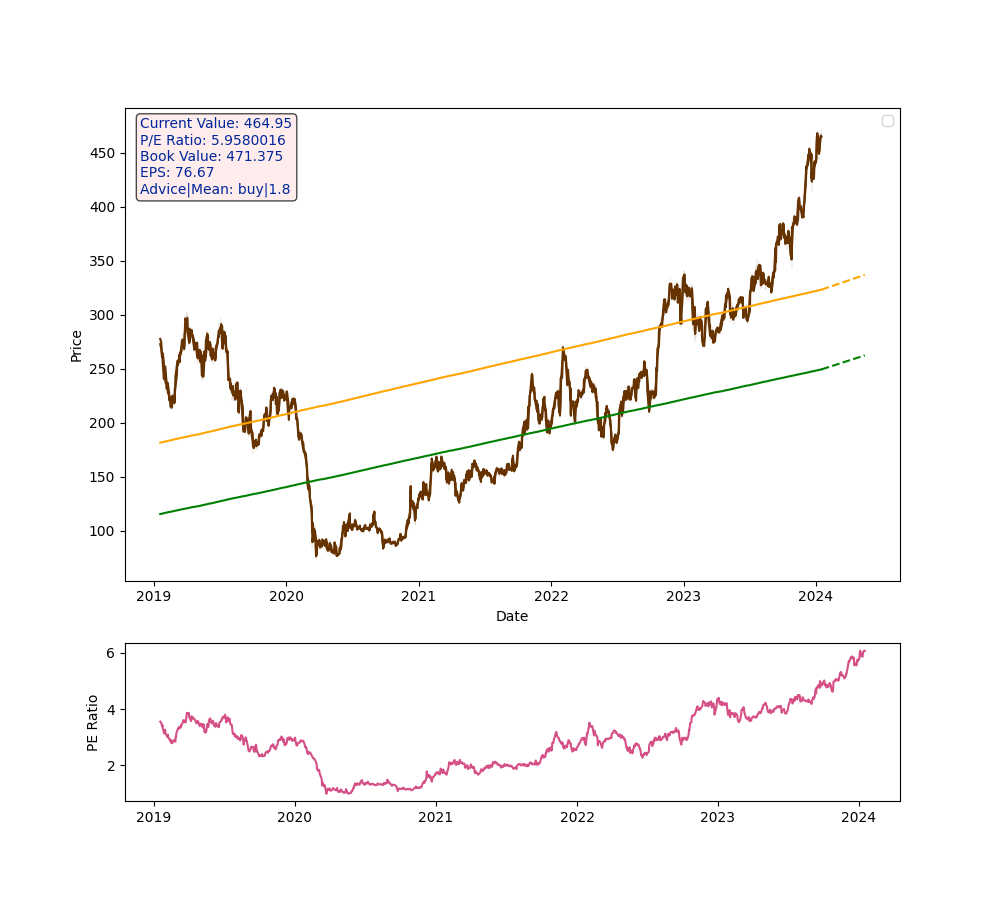 Current Value: 464.95
P/E Ratio: 5.9580016
Book Value: 471.375
EPS: 76.67
Advice|Mean: buy|1.8
450
400
350
300
250
200
150
100
Price
2019 2020 2021 2022 2023 2024
Date
6
4
2
PE Ratio
2019 2020 2021 2022 2023 2024